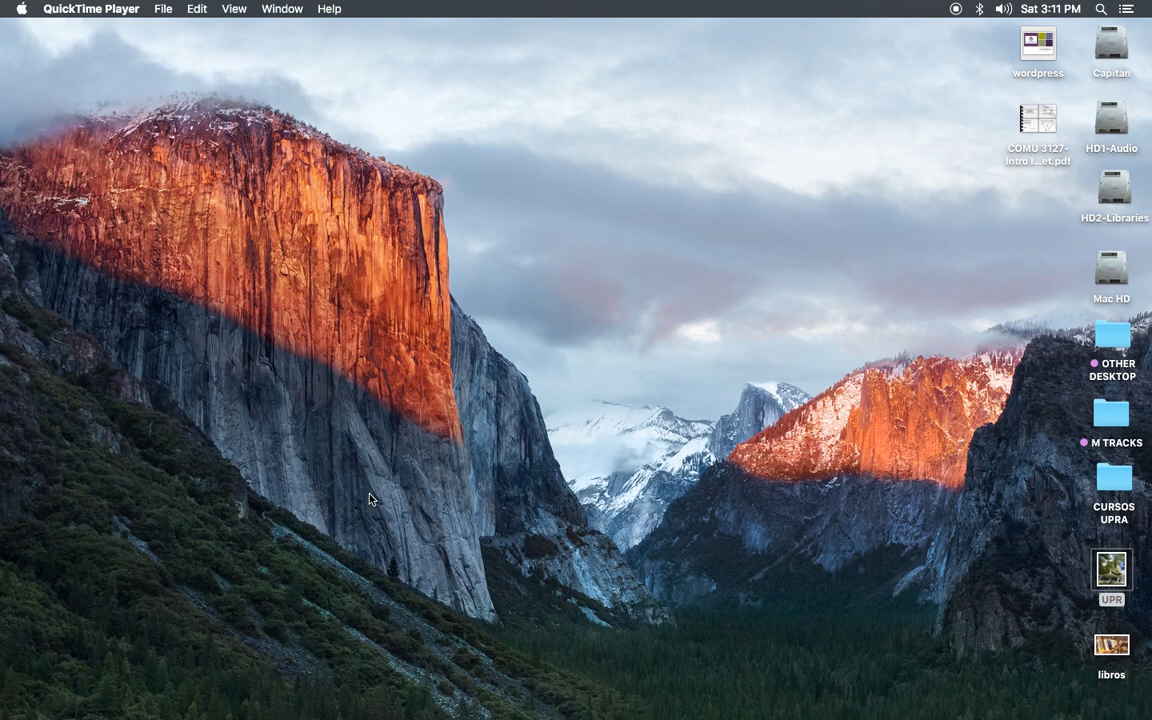 QuickTime Player File Edit View Window Help Sat 3:11 PM
wordpress
Capitan
COMU 3127-
Intro I...et.pdf
HD1-Audio
HD2-Libraries
Mac HD
OTHER
DESKTOP
M TRACKS
CURSOS
UPRA
UPR
libros